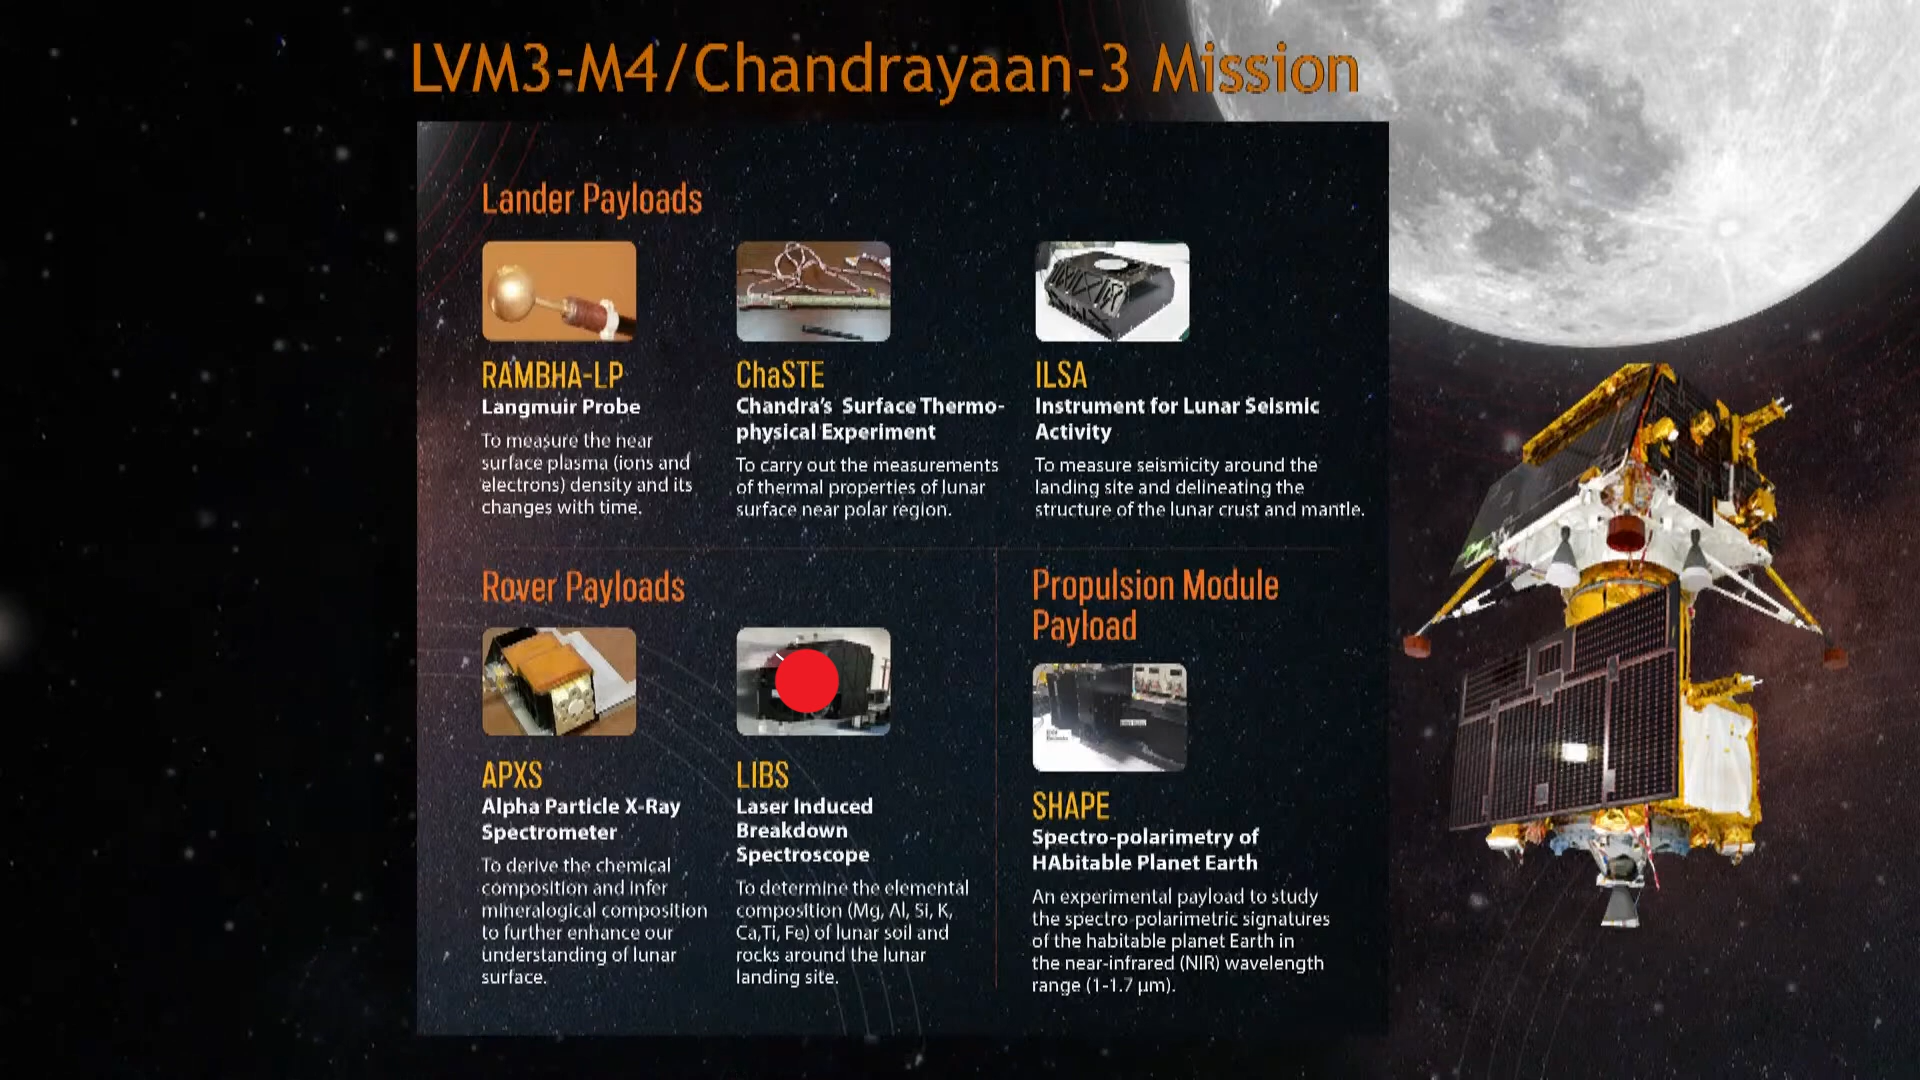 LVM3-M4/Chandrayaan-3 Mission
Lander Payloads
RAMBHA-LP
Langmuir Probe
To measure the near
surface plasma (ions and
electrons) density and its
changes with time.
ChaSTE
Chandra's Surface Thermo-
physical Experiment
To carry out the measurements
of thermal properties of lunar
surface near polar region.
ILSA
Instrument for Lunar Seismic
Activity
To measure seismicity around the
landing site and delineating the
structure of the lunar crust and mantle.
Rover Payloads
APXS
Alpha Particle X-Ray
Spectrometer
To derive the chemical
composition and infer
mineralogical composition
to further enhance our
understanding of lunar
surface.
LIBS
Laser Induced
Breakdown
Spectroscope
To determine the elemental
composition (Mg, Al, Si, K,
Ca,Ti, Fe) of lunar soil and
rocks around the lunar
landing site.
Propulsion Module
Payload
SHAPE
Spectro-polarimetry of
HAbitable Planet Earth
An experimental payload to study
the spectro-polarimetric signatures
of the habitable planet Earth in
the near-infrared (NIR) wavelength
range (1-1.7 μm).